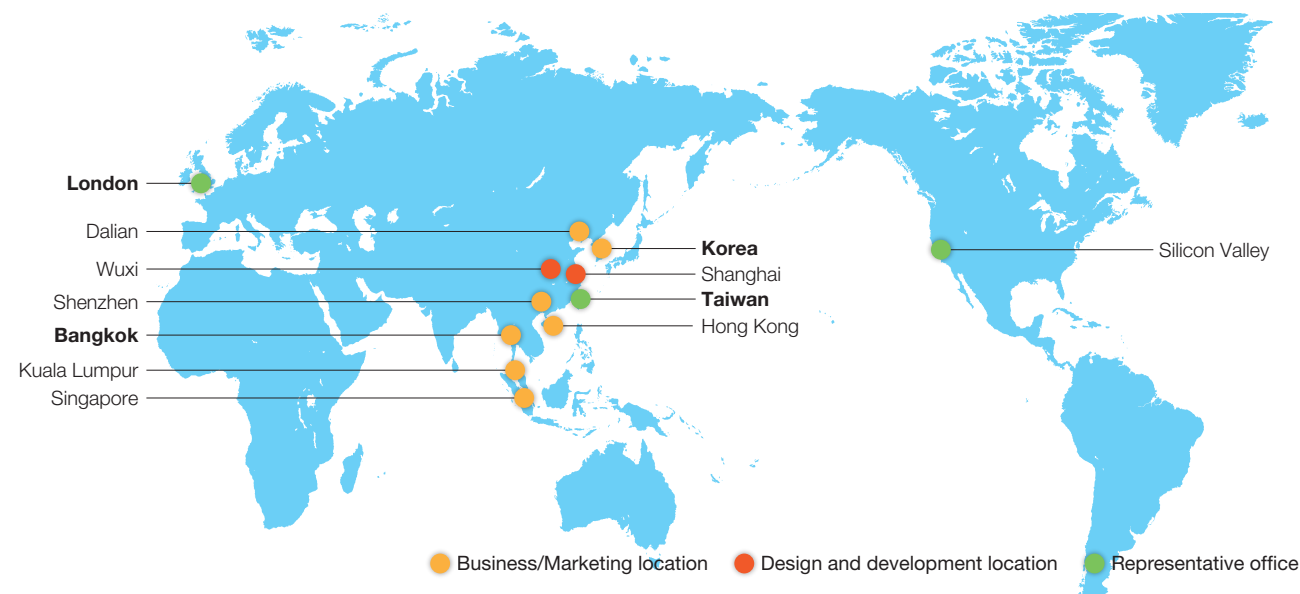 London
Dalian
Wuxi
Shenzhen
Bangkok
Kuala Lumpur
Singapore
Korea
Shanghai
Taiwan
Hong Kong
Silicon Valley
Business/Marketing location
Design and development location
Representative office